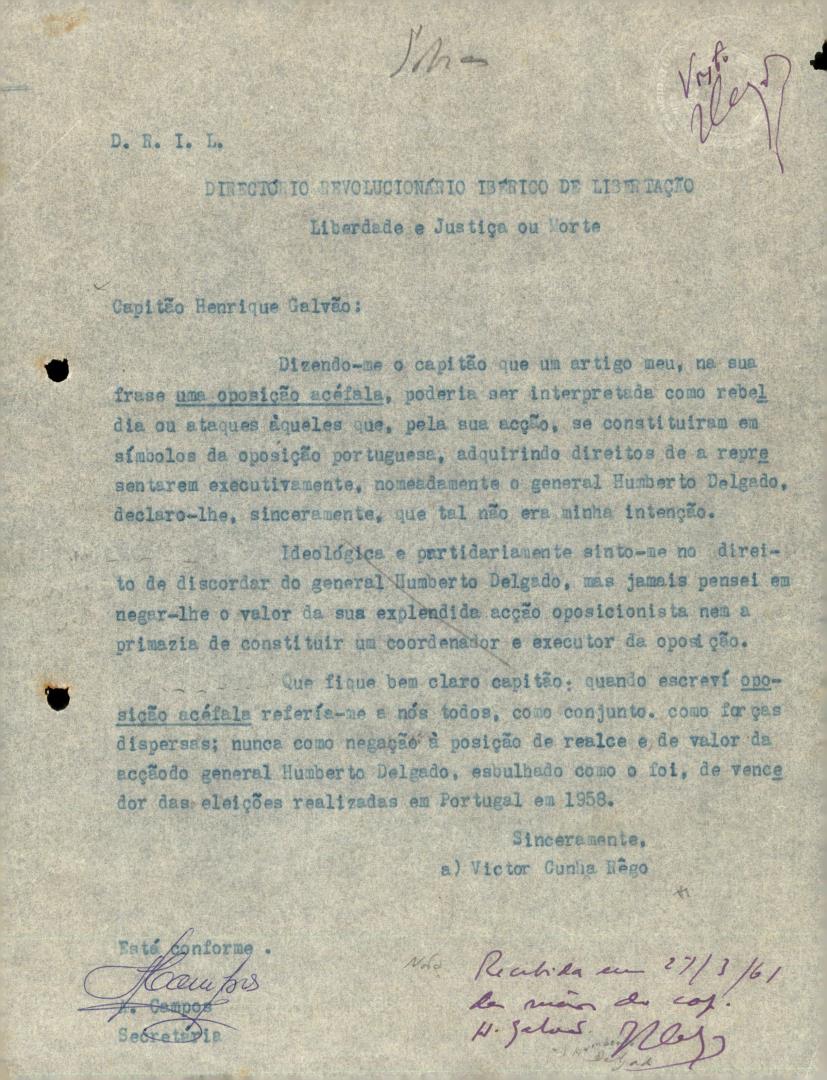 Visto
D. R. I. L.
DIRECTÓRIO REVOLUCIONÁRIO IBÉRICO DE LIBERTAÇÃO
Liberdade e Justiça ou Morte
Capitão Henrique Galvão:
Dizendo-me o capitão que um artigo meu, na sua
frase uma oposição acéfala, poderia ser interpretada como rebel
dia ou ataques àqueles que, pela sua acção, se constituiram em
símbolos da oposição portuguesa, adquirindo direitos de a repre
sentarem executivamente, nomeadamente o general Humberto Delgado,
declaro-lhe, sinceramente, que tal não era minha intenção.
Ideológica e partidariamente sinto-me no direi-
to de discordar do general Humberto Delgado, mas jamais pensei em
negar-lhe o valor da sua explendida acção oposicionista nem a
primazia de constituir um coordenador e executor da oposição.
Que fique bem claro capitão: quando escreví opo-
sição acéfala refería-me a nós todos, como conjunto. como forças
dispersas; nunca como negação à posição de realce e de valor da
acçãodo general Humberto Delgado, esbulhado como o foi, de vence
dor das eleições realizadas em Portugal em 1958.
Sinceramente,
a) Victor Cunha Rêgo
Está conforme .
HCampos
H. Campos
Secretária
Recebida em 27/3/61
das mãos do cap.
H. Galvão.
Humberto
Delgado